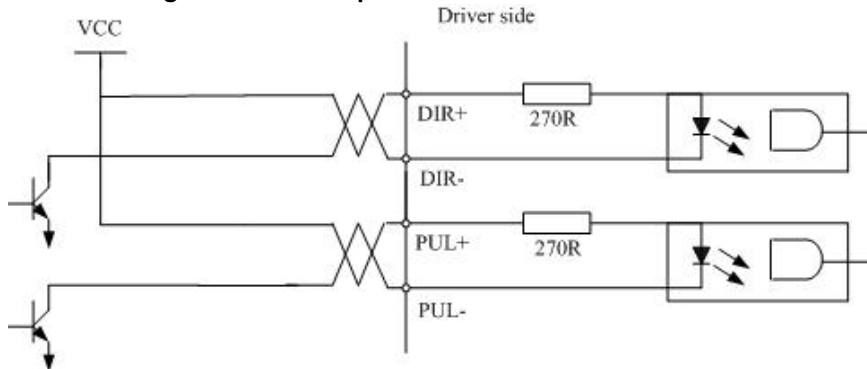 Driver side
VCC
DIR+
270R
DIR-
PUL+
270R
PUL-